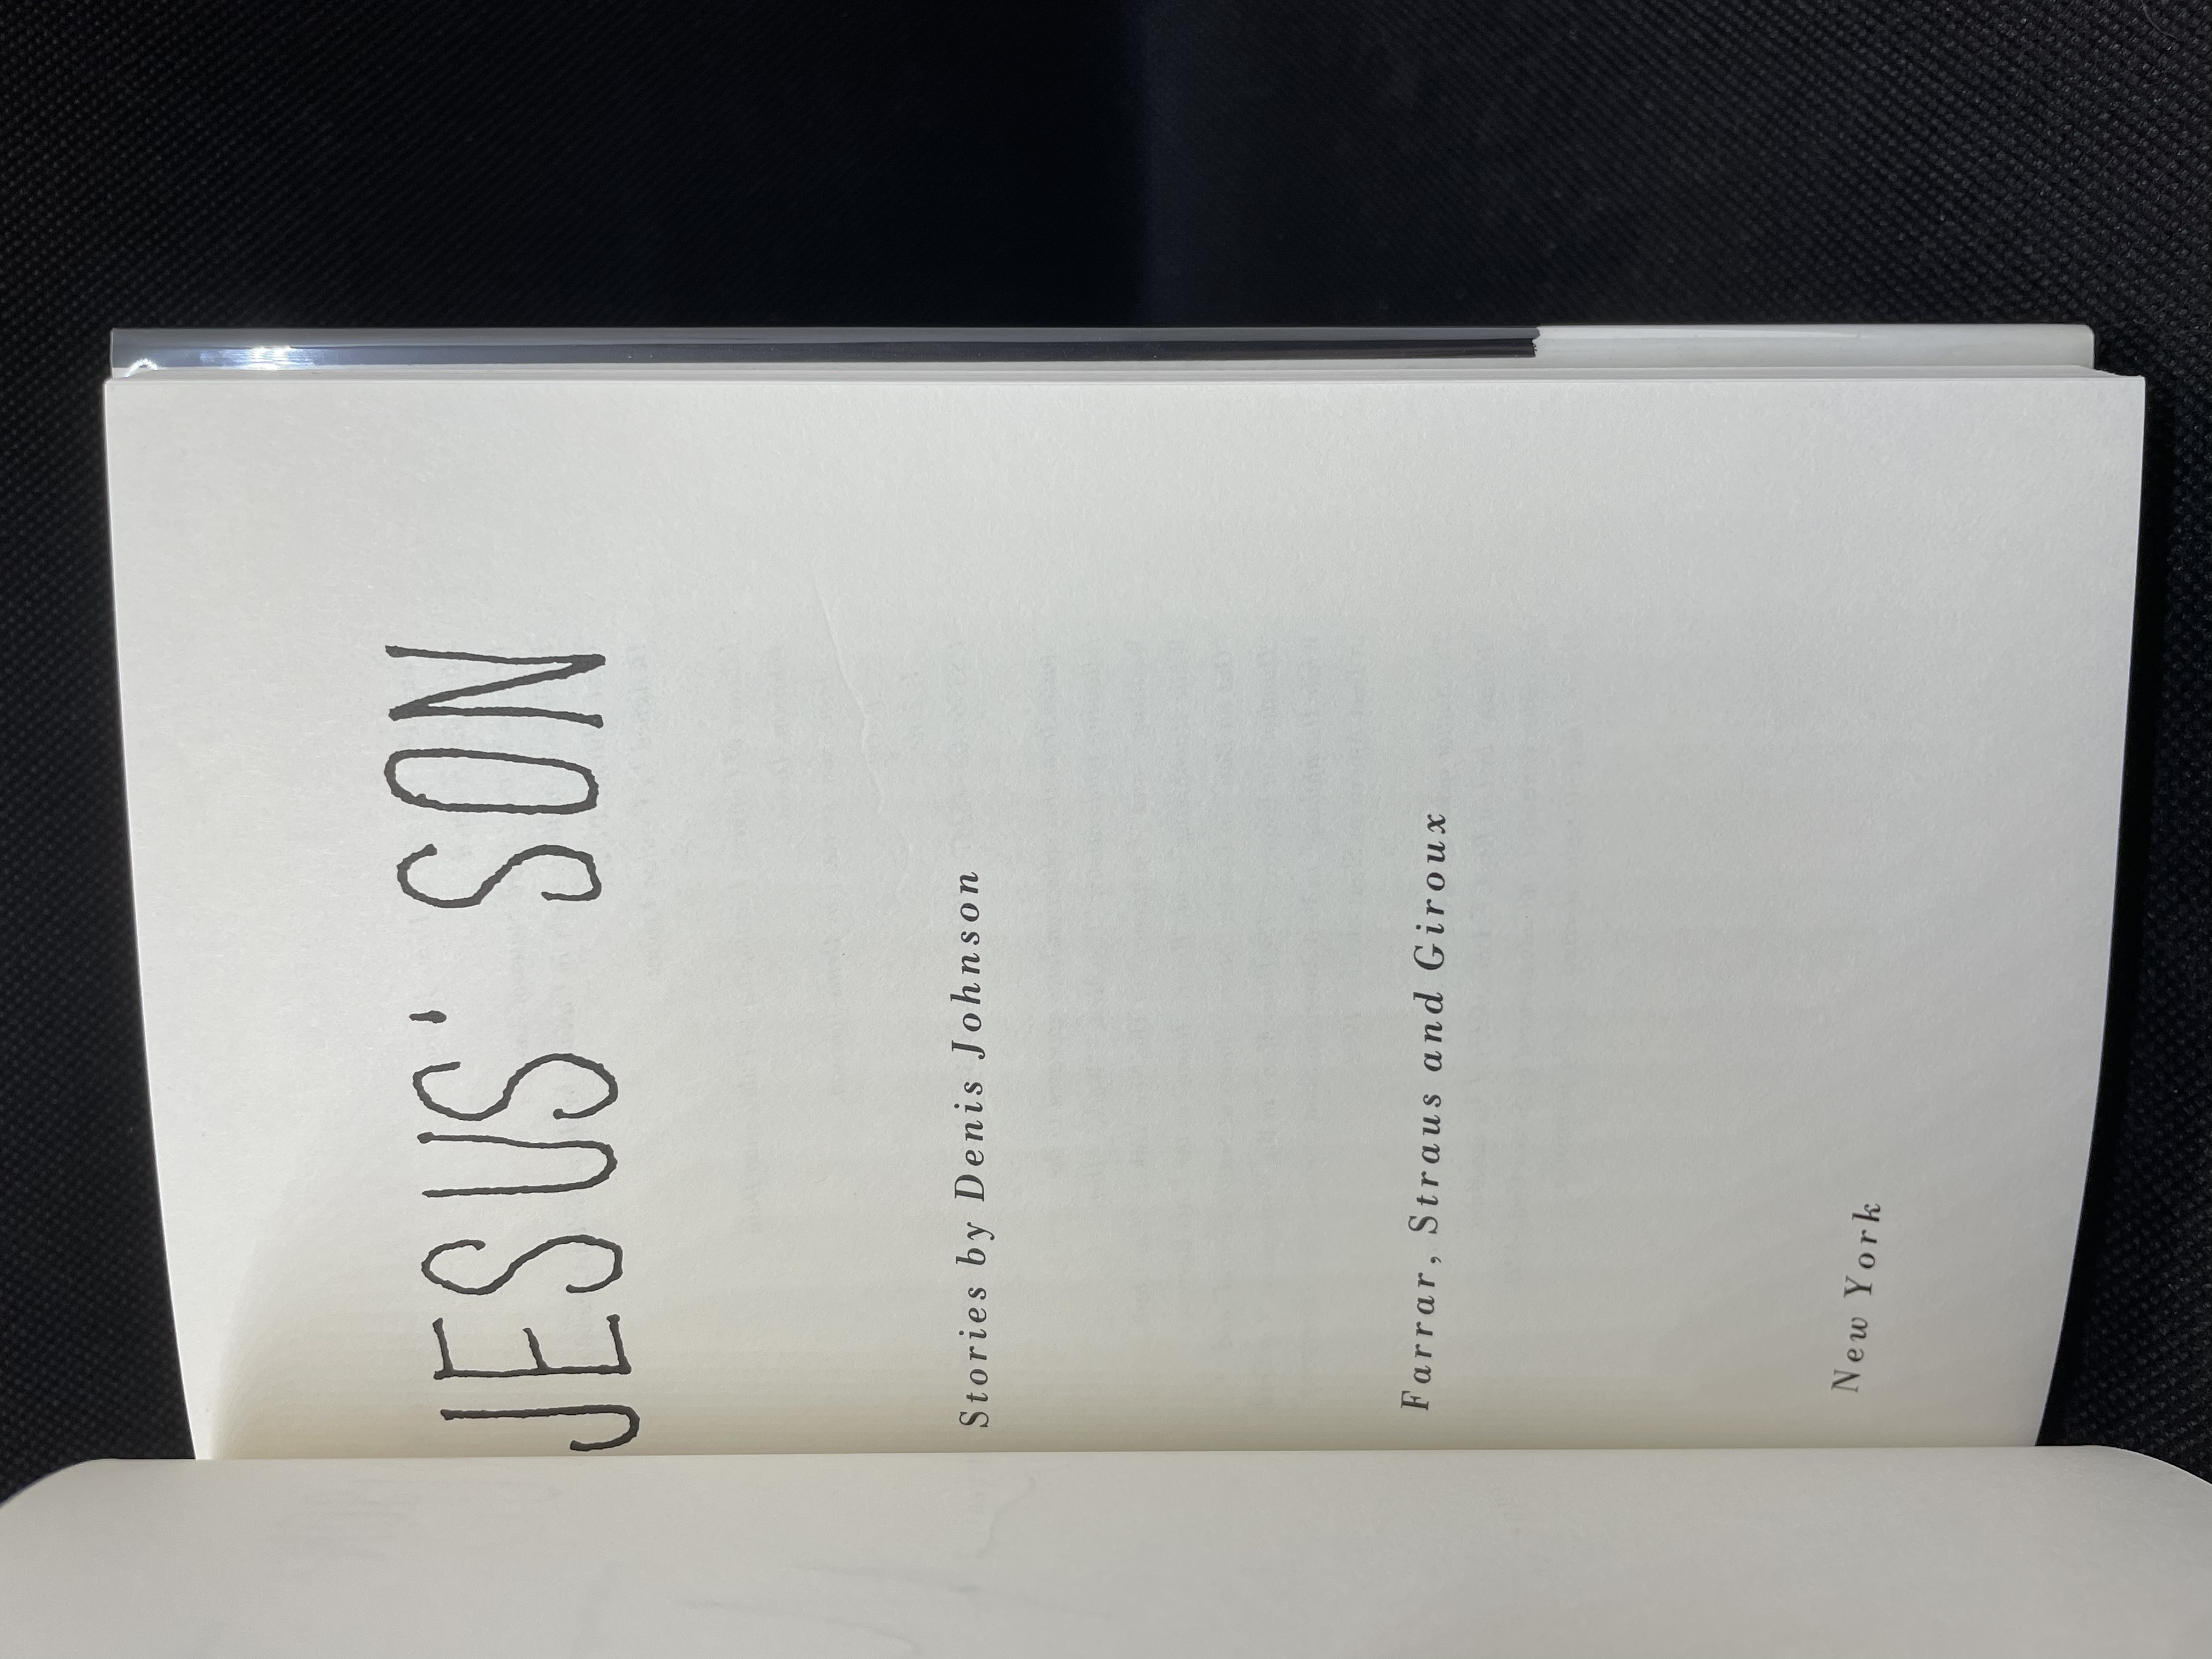 JESUS' SON
Stories by Denis Johnson
Farrar, Straus and Giroux
New York